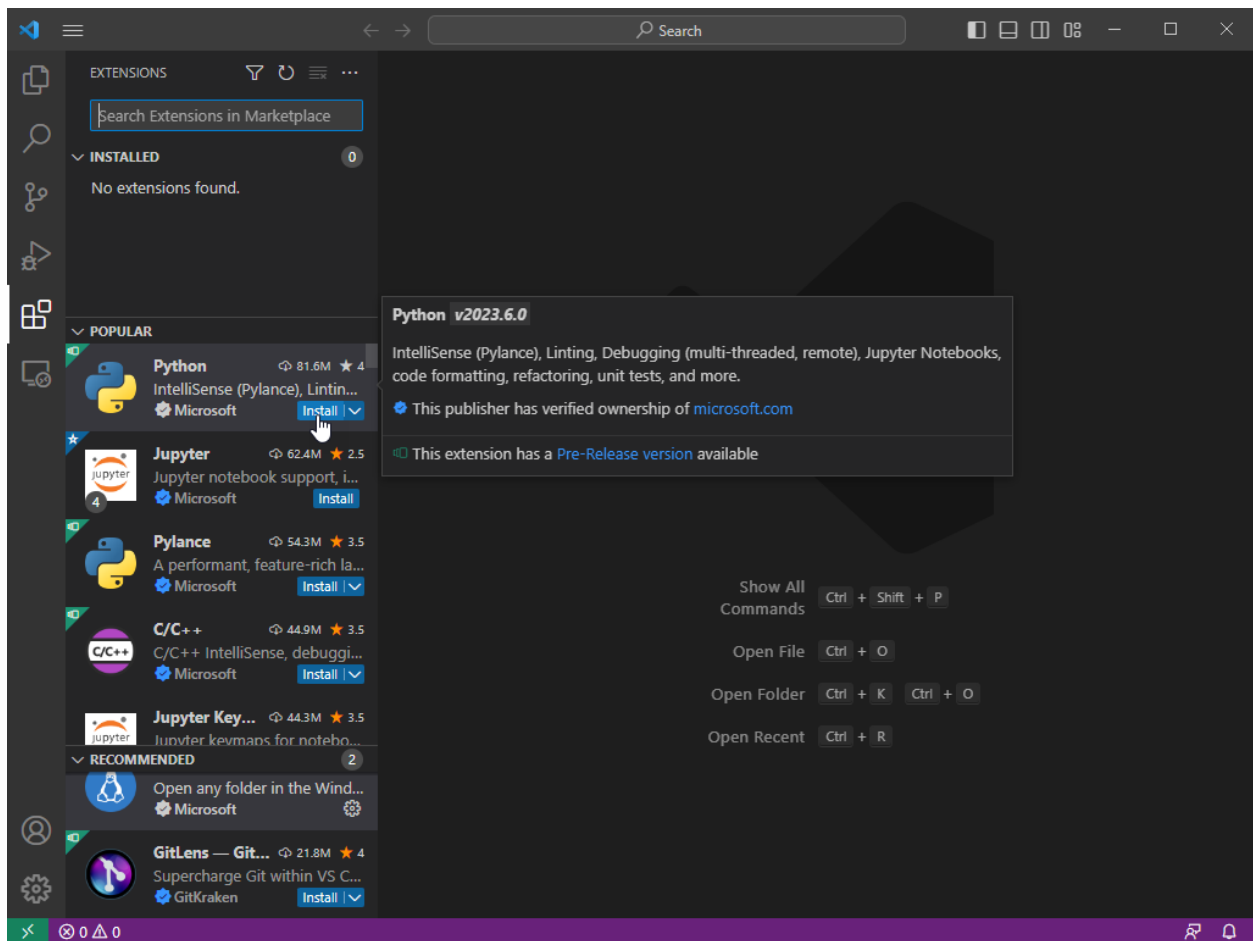 Search
EXTENSIONS
Search Extensions in Marketplace
INSTALLED
0
No extensions found.
POPULAR
Python 81.6M ★ 4
IntelliSense (Pylance), Lintin...
Microsoft Install
Jupyter 62.4M ★ 2.5
jupyter
Jupyter notebook support, i...
4
Microsoft Install
Pylance 54.3M ★ 3.5
A performant, feature-rich la...
Microsoft Install
C/C++ 44.9M ★ 3.5
C/C++
C/C++ IntelliSense, debuggi...
Microsoft Install
Jupyter Key... 44.3M ★ 3.5
jupyter
Jupyter keymaps for notebo...
RECOMMENDED
2
Open any folder in the Wind...
Microsoft
GitLens — Git... 21.8M ★ 4
Supercharge Git within VS C...
GitKraken Install
Python v2023.6.0
IntelliSense (Pylance), Linting, Debugging (multi-threaded, remote), Jupyter Notebooks,
code formatting, refactoring, unit tests, and more.
This publisher has verified ownership of microsoft.com
This extension has a Pre-Release version available
Show All
Commands Ctrl + Shift + P
Open File Ctrl + O
Open Folder Ctrl + K Ctrl + O
Open Recent Ctrl + R
0 0